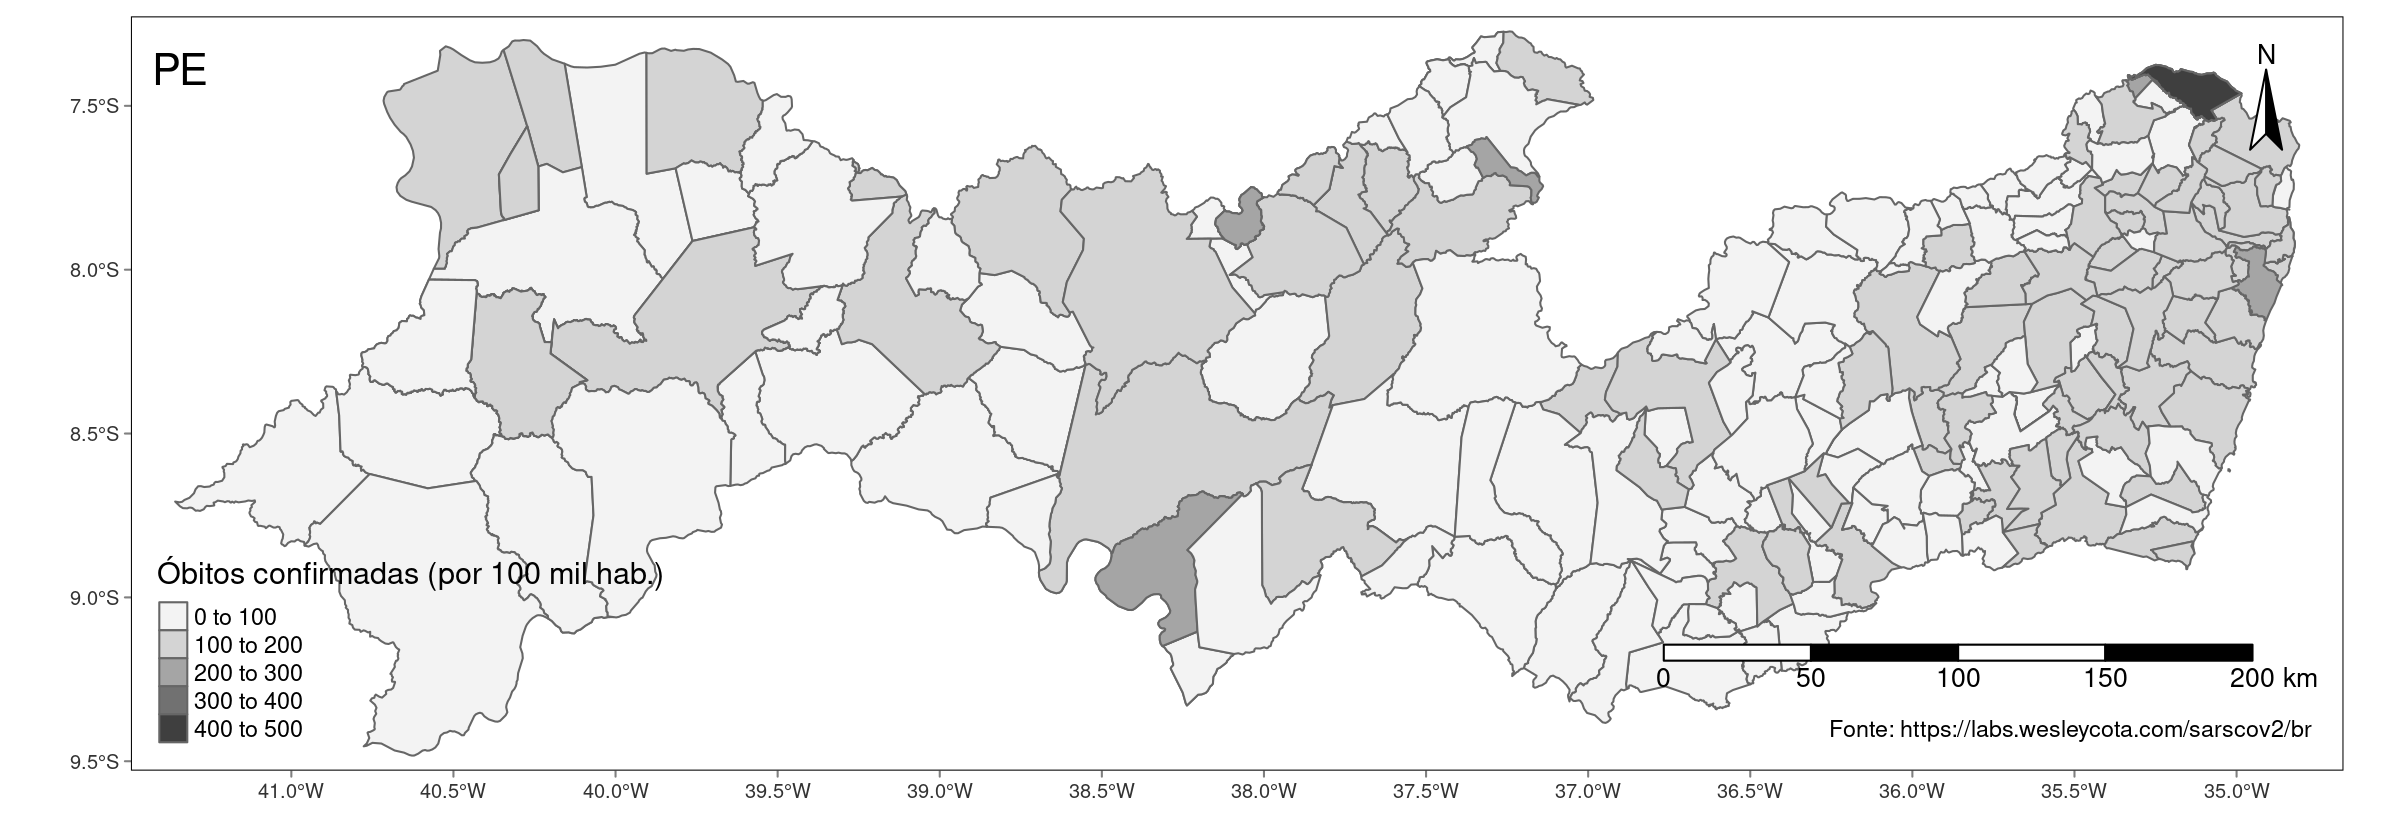 PE
N
7.5°S
8.0°S
8.5°S
9.0°S
9.5°S
Óbitos confirmadas (por 100 mil hab.)
0 to 100
100 to 200
200 to 300
300 to 400
400 to 500
0 50 100 150 200 km
Fonte: https://labs.wesleycota.com/sarscov2/br
41.0°W 40.5°W 40.0°W 39.5°W 39.0°W 38.5°W 38.0°W 37.5°W 37.0°W 36.5°W 36.0°W 35.5°W 35.0°W